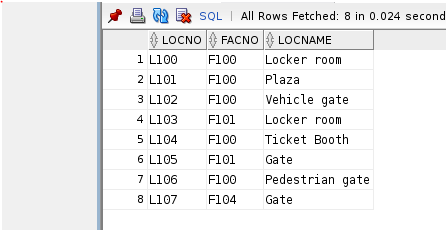 SQL | All Rows Fetched: 8 in 0.024 second
LOCNO FACNO LOCNAME
1 L100 F100 Locker room
2 L101 F100 Plaza
3 L102 F100 Vehicle gate
4 L103 F101 Locker room
5 L104 F100 Ticket Booth
6 L105 F101 Gate
7 L106 F100 Pedestrian gate
8 L107 F104 Gate